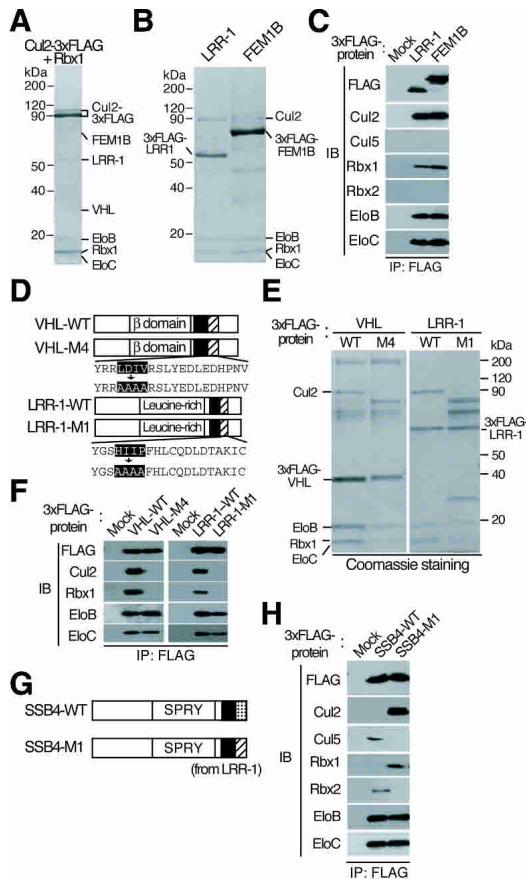 A
Cul2-3xFLAG
+ Rbx1
kDa
200
120
90
50
40
20
Cul2-
3xFLAG
FEM1B
LRR-1
VHL
EloB
Rbx1
EloC
B
LRR-1
FEM1B
kDa
200
120
90
3xFLAG-
LRR1
50
40
20
Cul2
3xFLAG-
FEM1B
EloB
Rbx1
EloC
C
3xFLAG-
protein :
Mock
LRR-1
FEM1B
IB
FLAG
Cul2
Cul5
Rbx1
Rbx2
EloB
EloC
IP: FLAG
D
VHL-WT
β domain
VHL-M4
β domain
YRRLDIVRSLYEDLEDHPNV
YRRAAAARSLYEDLEDHPNV
LRR-1-WT
Leucine-rich
LRR-1-M1
Leucine-rich
YGSHIIPFHLCQDLDTAKIC
YGSAAAAFHLCQDLDTAKIC
E
3xFLAG-
protein :
VHL
LRR-1
WT M4 WT M1
kDa
200
120
90
50
40
20
Cul2
3xFLAG-
LRR-1
3xFLAG-
VHL
EloB
Rbx1
EloC
Coomassie staining
F
3xFLAG-
protein :
Mock
VHL-WT
VHL-M4
Mock
LRR-1-WT
LRR-1-M1
IB
FLAG
Cul2
Rbx1
EloB
EloC
IP: FLAG
G
SSB4-WT
SPRY
SSB4-M1
SPRY
(from LRR-1)
H
3xFLAG-
protein :
Mock
SSB4-WT
SSB4-M1
IB
FLAG
Cul2
Cul5
Rbx1
Rbx2
EloB
EloC
IP: FLAG